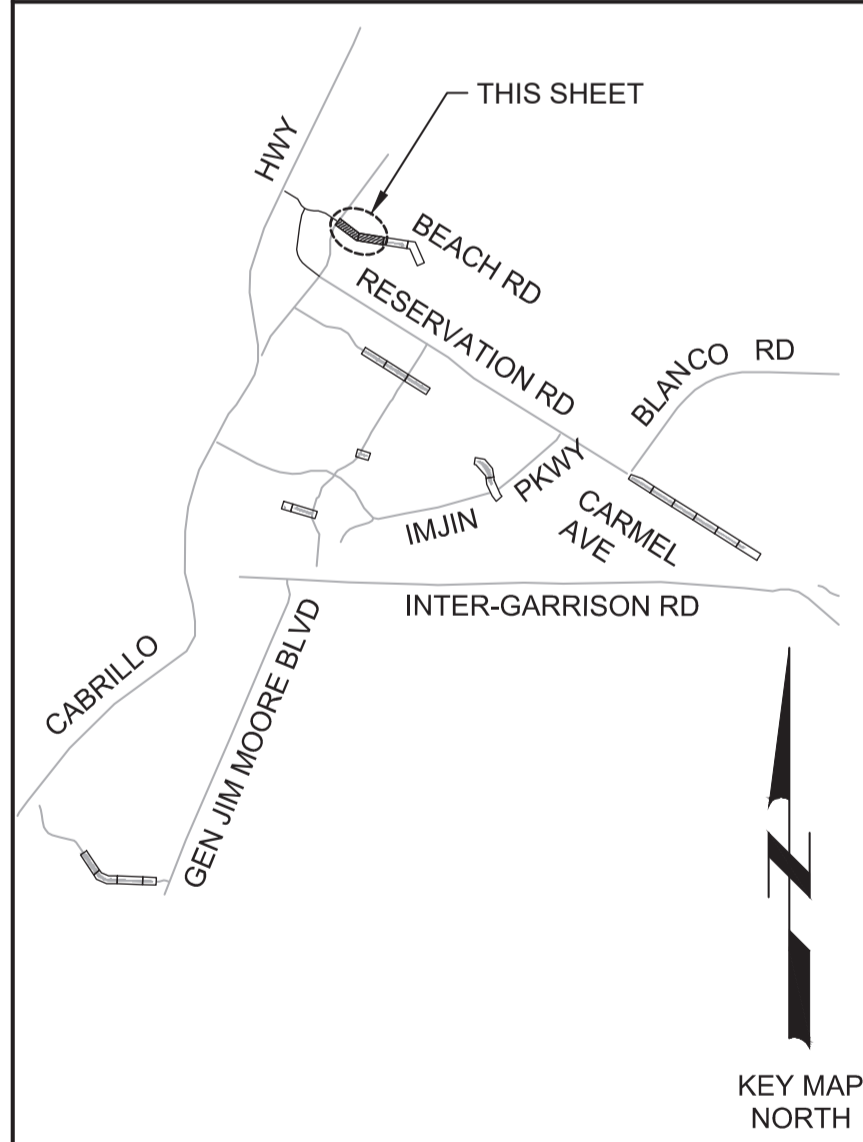 THIS SHEET
HWY
BEACH RD
RESERVATION RD
BLANCO RD
IMJIN PKWY
CARMEL
AVE
INTER-GARRISON RD
CABRILLO
GEN JIM MOORE BLVD
N
KEY MAP
NORTH